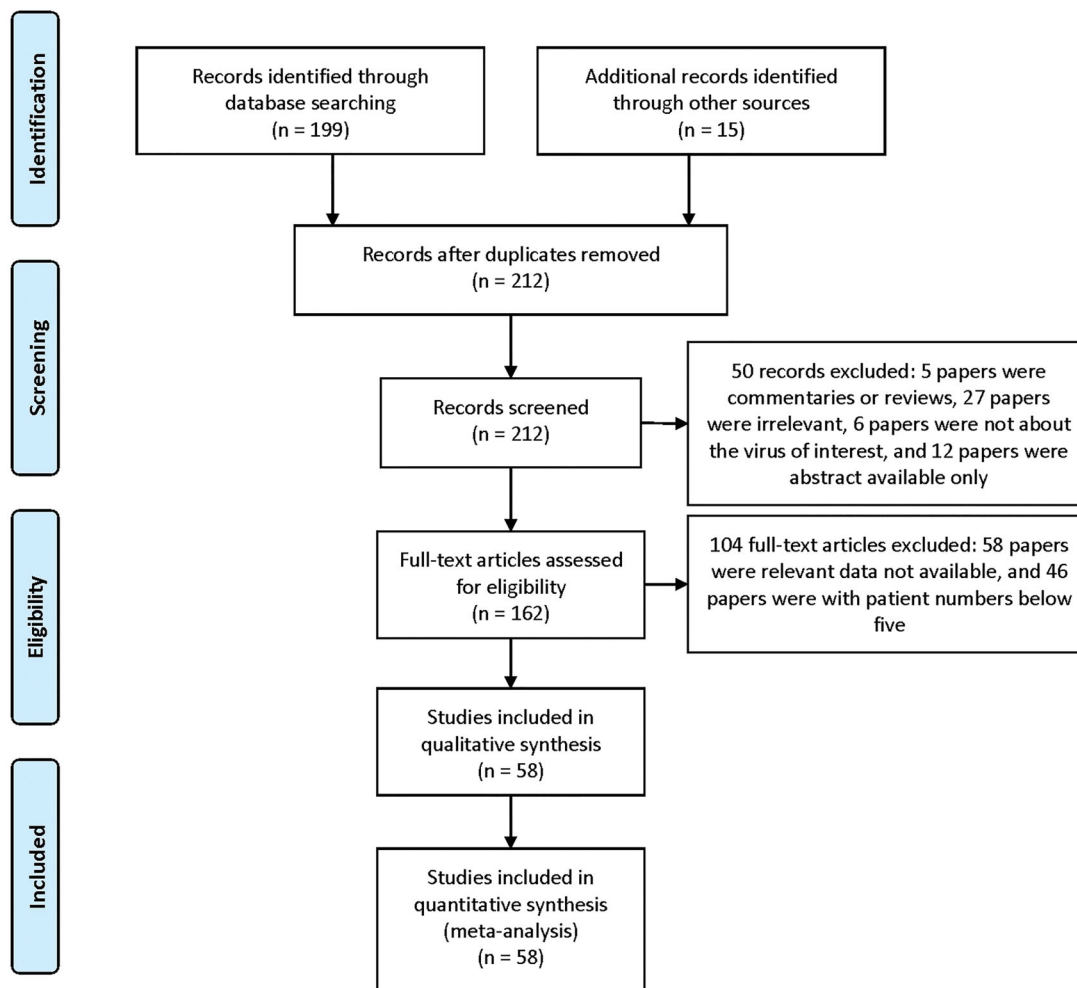 Identification
Records identified through
database searching
(n = 199)
Additional records identified
through other sources
(n = 15)
Records after duplicates removed
(n = 212)
Screening
Records screened
(n = 212)
50 records excluded: 5 papers were
commentaries or reviews, 27 papers
were irrelevant, 6 papers were not about
the virus of interest, and 12 papers were
abstract available only
Eligibility
Full-text articles assessed
for eligibility
(n = 162)
104 full-text articles excluded: 58 papers
were relevant data not available, and 46
papers were with patient numbers below
five
Studies included in
qualitative synthesis
(n = 58)
Included
Studies included in
quantitative synthesis
(meta-analysis)
(n = 58)